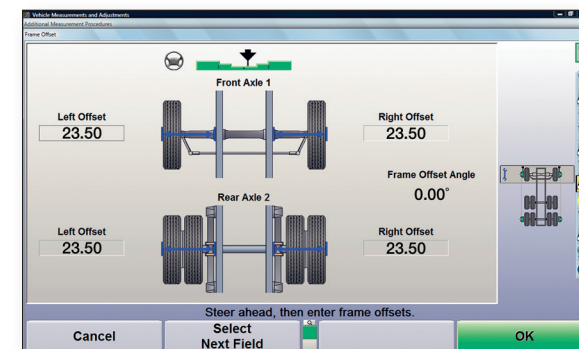 Vehicle Measurements and Adjustments
Additional Measurement Procedures
Frame Offset
Front Axle 1
Left Offset
23.50
Right Offset
23.50
Frame Offset Angle
0.00°
Rear Axle 2
Left Offset
23.50
Right Offset
23.50
Steer ahead, then enter frame offsets.
Cancel
Select
Next Field
OK